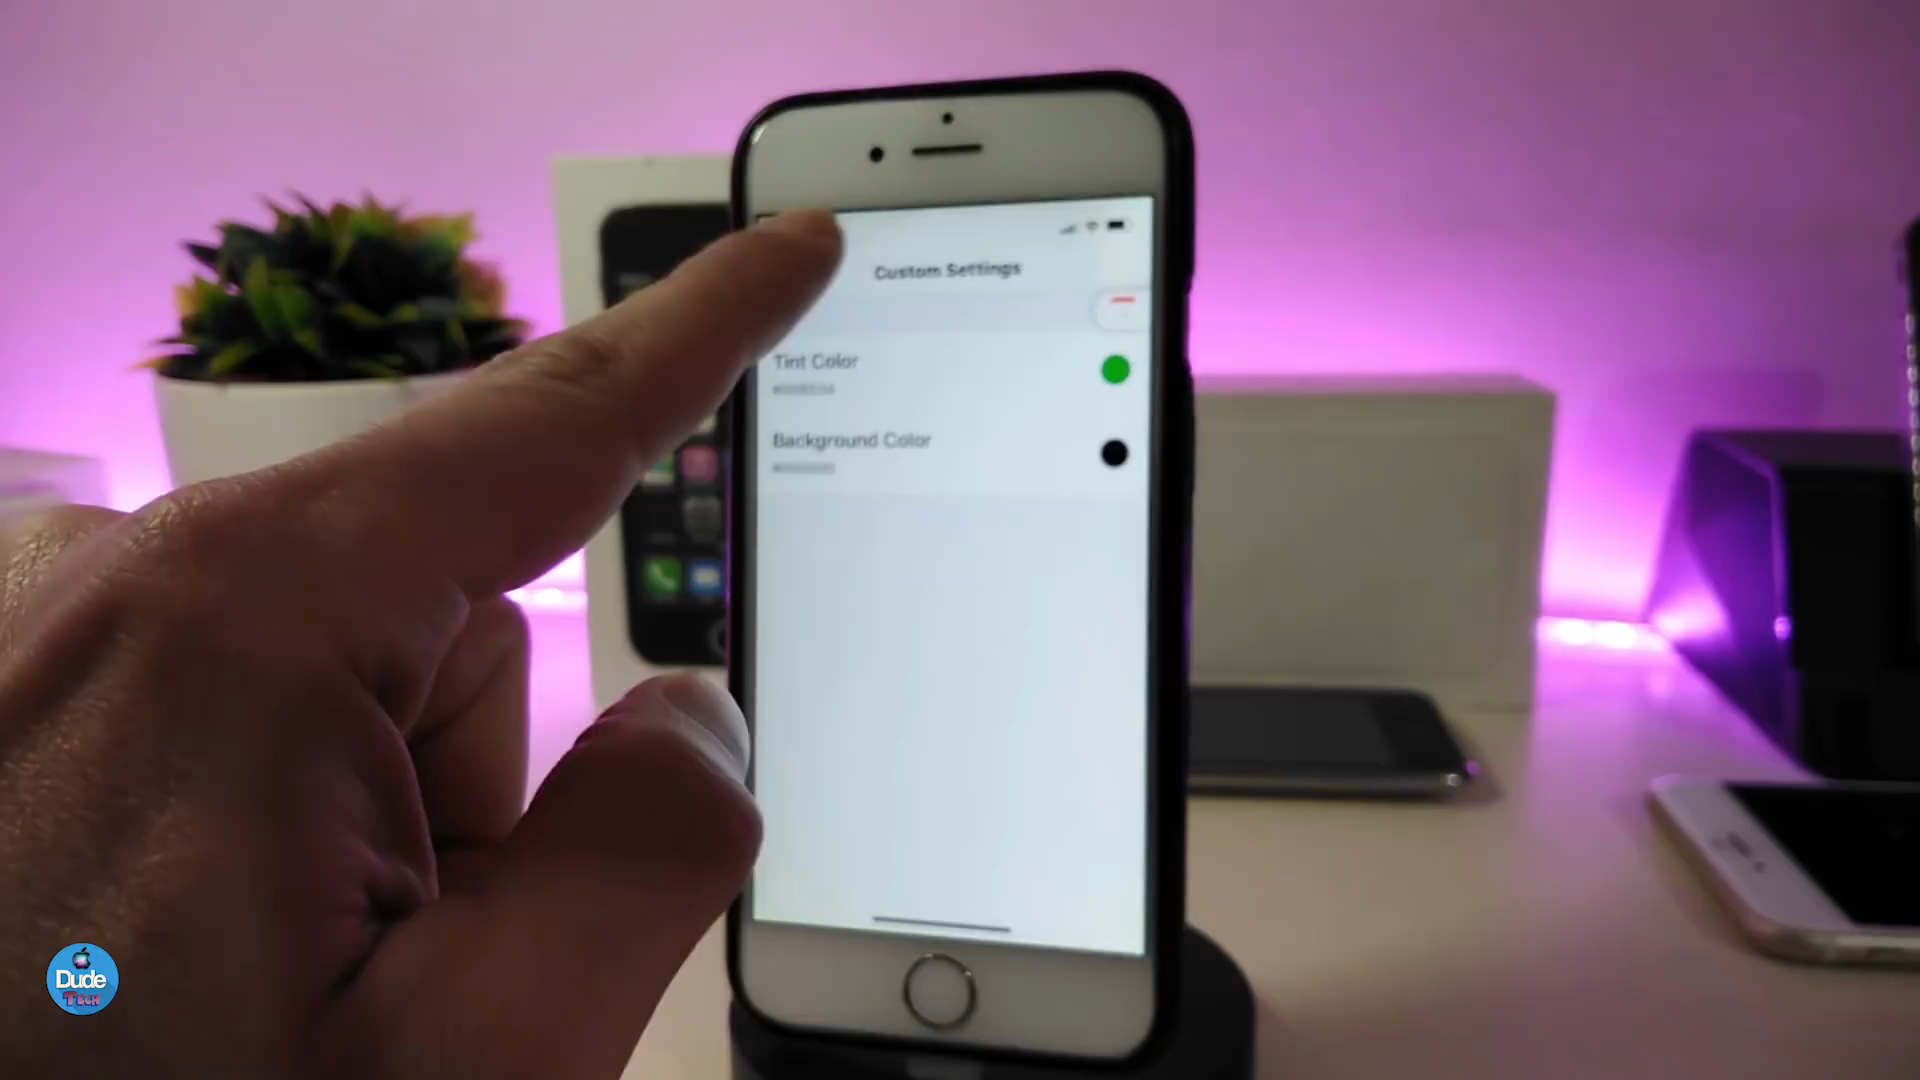 Custom Settings
Tint Color
Background Color
Dude
TECH